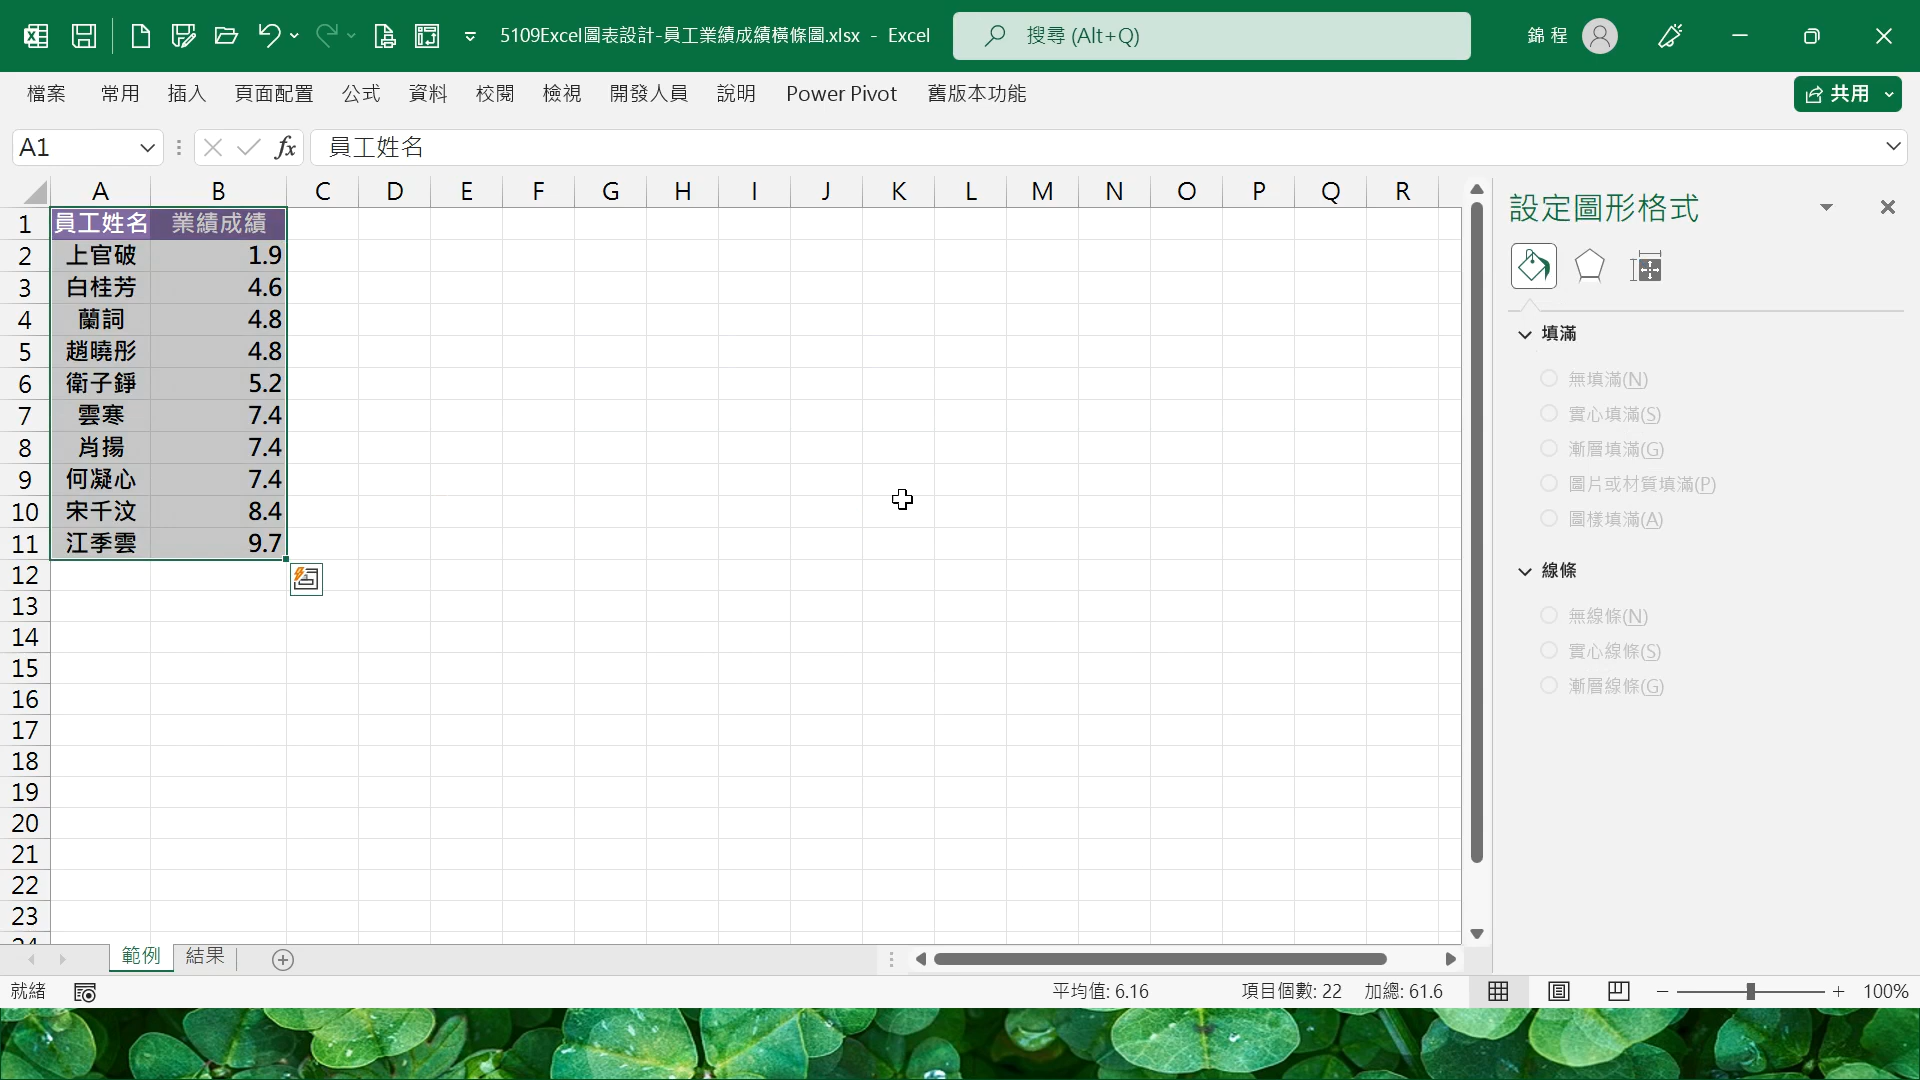 5109Excel圖表設計-員工業績成績橫條圖.xlsx - Excel
搜尋 (Alt+Q)
錦 程
檔案 常用 插入 頁面配置 公式 資料 校閱 檢視 開發人員 說明 Power Pivot 舊版本功能
共用
A1 fx 員工姓名
A B C D E F G H I J K L M N O P Q R
1 員工姓名 業績成績
2 上官破 1.9
3 白桂芳 4.6
4 蘭詞 4.8
5 趙曉彤 4.8
6 衛子錚 5.2
7 雲寒 7.4
8 肖揚 7.4
9 何凝心 7.4
10 宋千汶 8.4
11 江季雲 9.7
12
13
14
15
16
17
18
19
20
21
22
23
24
設定圖形格式
填滿
無填滿(N)
實心填滿(S)
漸層填滿(G)
圖片或材質填滿(P)
圖樣填滿(A)
線條
無線條(N)
實心線條(S)
漸層線條(G)
範例 結果
就緒
平均值: 6.16 項目個數: 22 加總: 61.6
100%